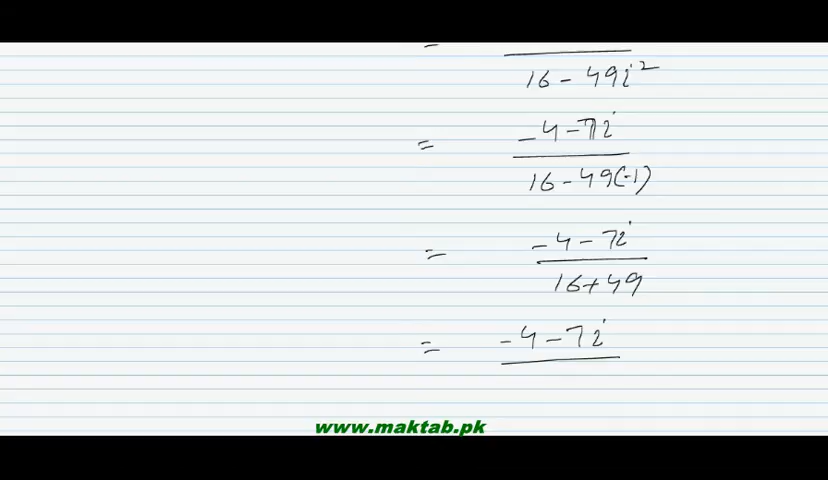 =
16 - 49i²
= -4 - 7i
16 - 49(-1)
= -4 - 7i
16 + 49
= -4 - 7i
www.maktab.pk